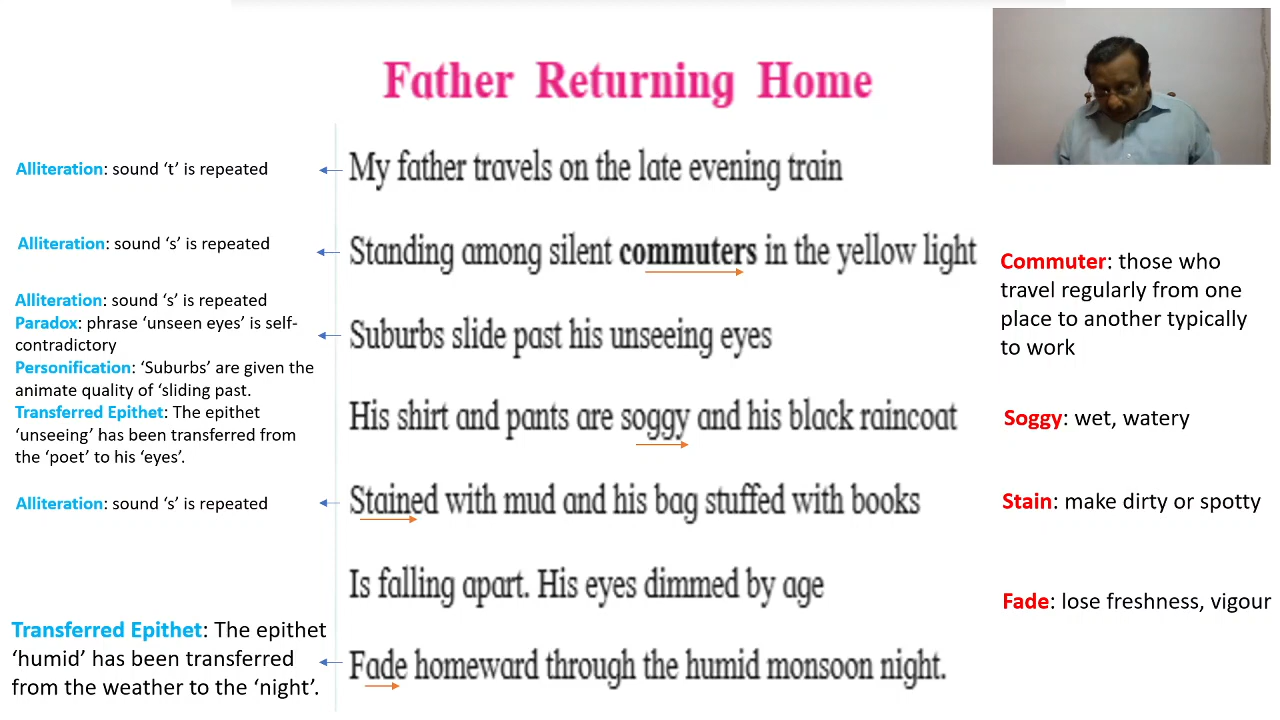 Father Returning Home
Alliteration: sound ‘t’ is repeated
My father travels on the late evening train
Alliteration: sound ‘s’ is repeated
Standing among silent commuters in the yellow light
Commuter: those who
travel regularly from one
place to another typically
to work
Alliteration: sound ‘s’ is repeated
Paradox: phrase ‘unseen eyes’ is self-
contradictory
Personification: ‘Suburbs’ are given the
animate quality of ‘sliding past.
Transferred Epithet: The epithet
‘unseeing’ has been transferred from
the ‘poet’ to his ‘eyes’.
Suburbs slide past his unseeing eyes
His shirt and pants are soggy and his black raincoat
Soggy: wet, watery
Alliteration: sound ‘s’ is repeated
Stained with mud and his bag stuffed with books
Stain: make dirty or spotty
Is falling apart. His eyes dimmed by age
Fade: lose freshness, vigour
Transferred Epithet: The epithet
‘humid’ has been transferred
from the weather to the ‘night’.
Fade homeward through the humid monsoon night.